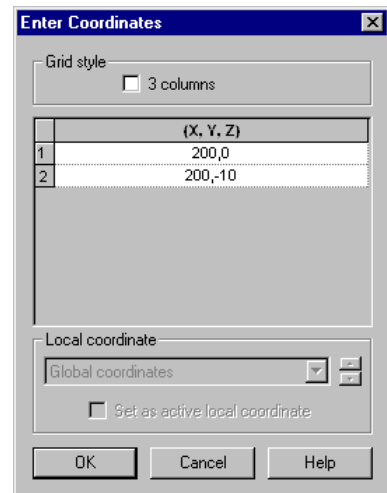 Enter Coordinates
Grid style
3 columns
(X, Y, Z)
1 200,0
2 200,-10
Local coordinate
Global coordinates
Set as active local coordinate
OK Cancel Help